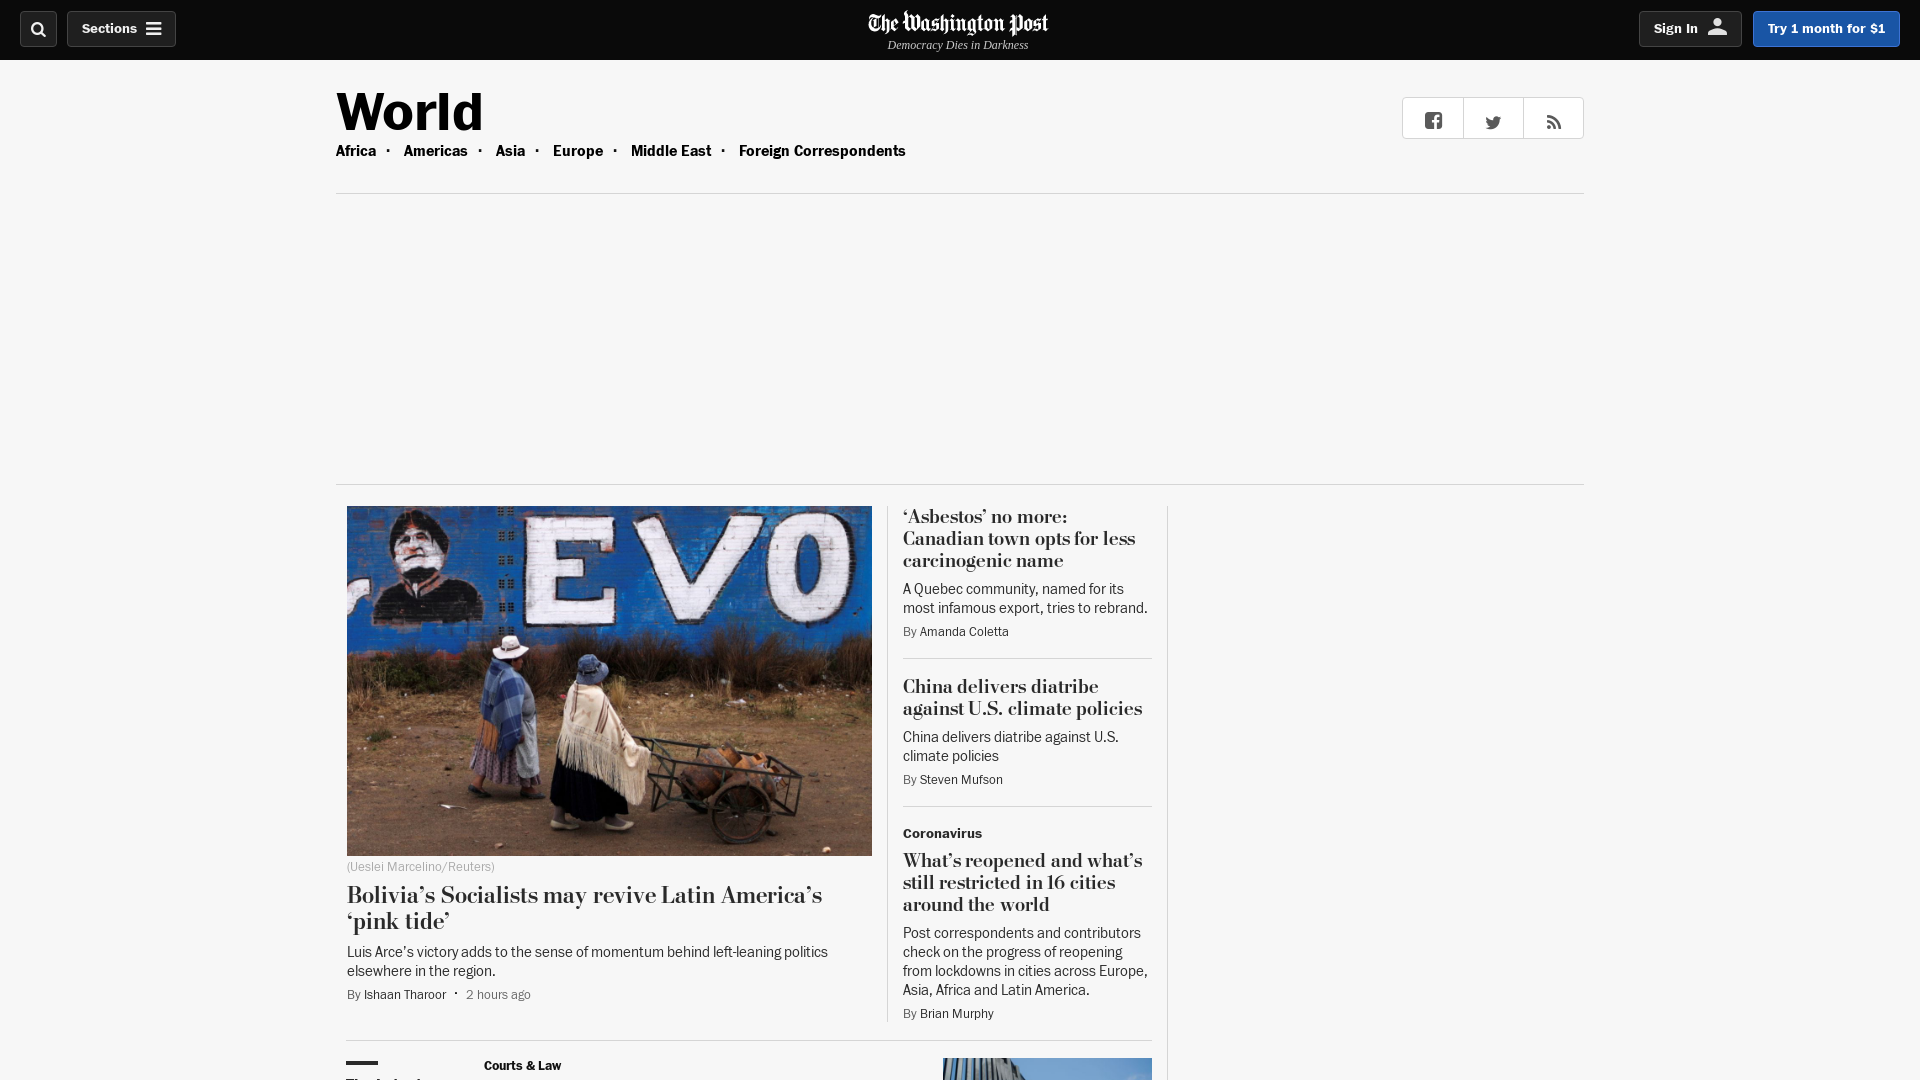 Sections
The Washington Post
Democracy Dies in Darkness
Sign In
Try 1 month for $1
World
Africa · Americas · Asia · Europe · Middle East · Foreign Correspondents
EVO
(Ueslei Marcelino/Reuters)
Bolivia’s Socialists may revive Latin America’s
‘pink tide’
Luis Arce’s victory adds to the sense of momentum behind left-leaning politics
elsewhere in the region.
By Ishaan Tharoor · 2 hours ago
‘Asbestos’ no more:
Canadian town opts for less
carcinogenic name
A Quebec community, named for its
most infamous export, tries to rebrand.
By Amanda Coletta
China delivers diatribe
against U.S. climate policies
China delivers diatribe against U.S.
climate policies
By Steven Mufson
Coronavirus
What’s reopened and what’s
still restricted in 16 cities
around the world
Post correspondents and contributors
check on the progress of reopening
from lockdowns in cities across Europe,
Asia, Africa and Latin America.
By Brian Murphy
Courts & Law